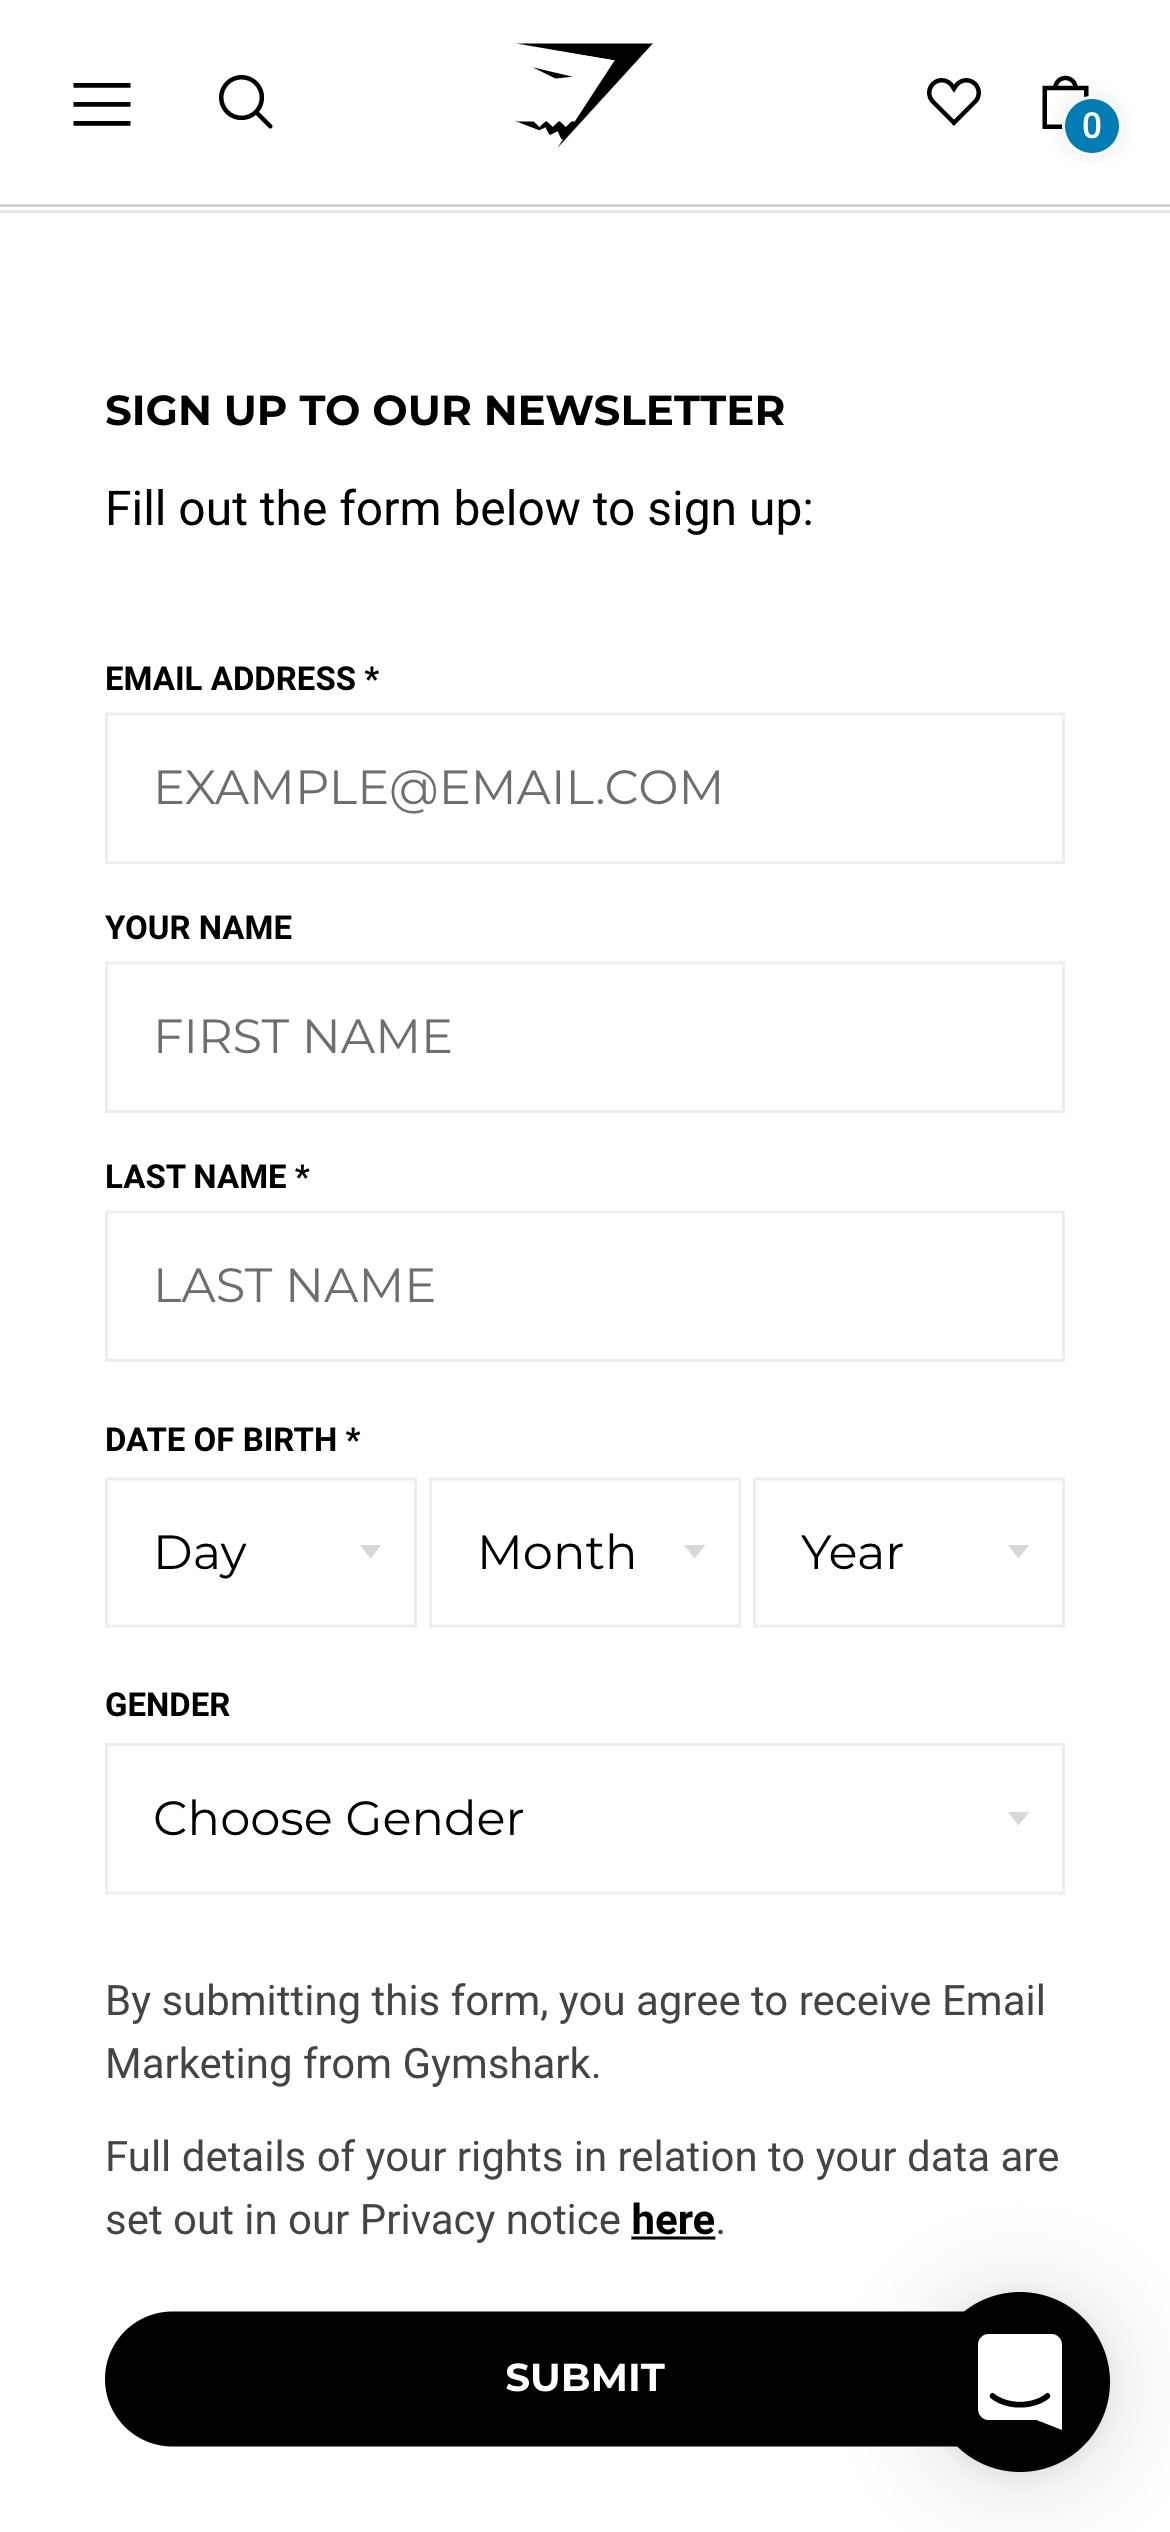 0
SIGN UP TO OUR NEWSLETTER
Fill out the form below to sign up:
EMAIL ADDRESS *
EXAMPLE@EMAIL.COM
YOUR NAME
FIRST NAME
LAST NAME *
LAST NAME
DATE OF BIRTH *
Day Month Year
GENDER
Choose Gender
By submitting this form, you agree to receive Email
Marketing from Gymshark.
Full details of your rights in relation to your data are
set out in our Privacy notice here.
SUBMIT